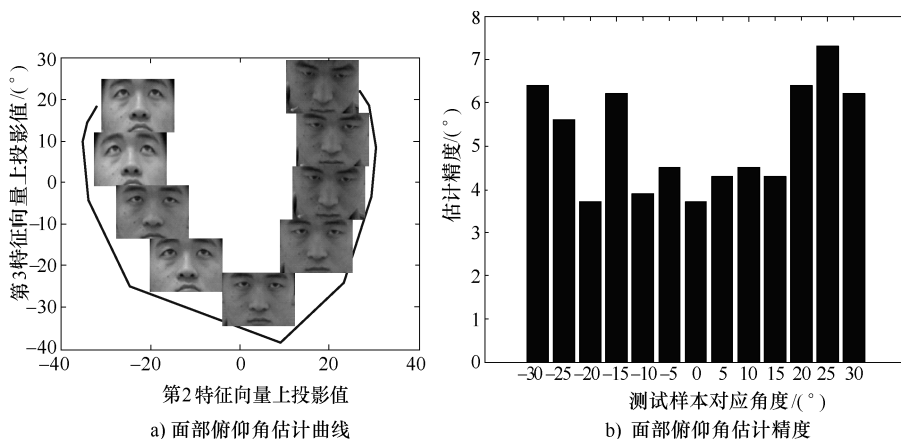 第3特征向量上投影值/(°)
30
20
10
0
−10
−20
−30
−40
−40 −20 0 20 40
第2特征向量上投影值
a) 面部俯仰角估计曲线
估计精度/(°)
8
7
6
5
4
3
2
1
0
−30 −25 −20 −15 −10 −5 0 5 10 15 20 25 30
测试样本对应角度/(°)
b) 面部俯仰角估计精度